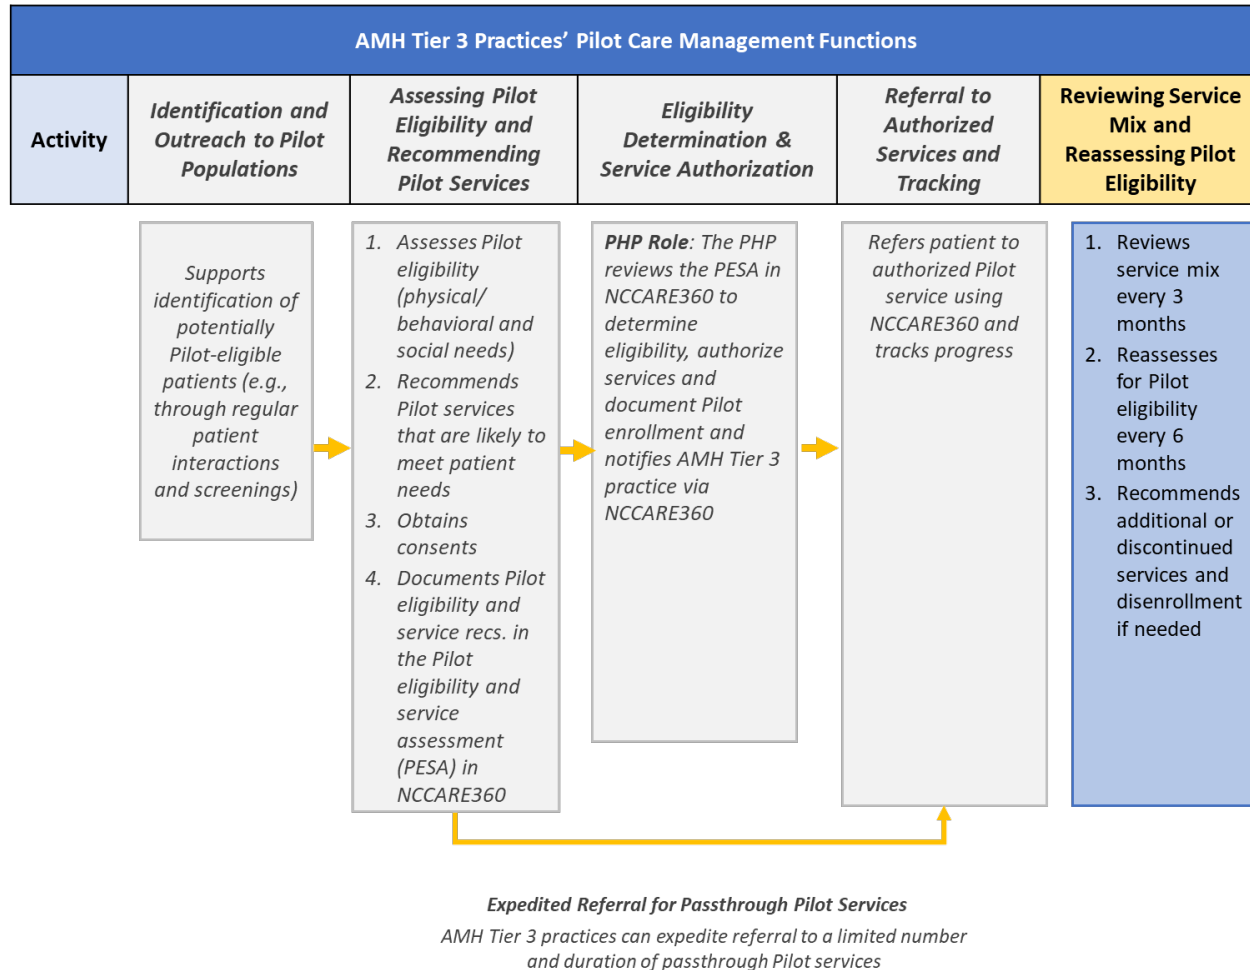 AMH Tier 3 Practices’ Pilot Care Management Functions
Activity
Identification and
Outreach to Pilot
Populations
Assessing Pilot
Eligibility and
Recommending
Pilot Services
Eligibility
Determination &
Service Authorization
Referral to
Authorized
Services and
Tracking
Reviewing Service
Mix and
Reassessing Pilot
Eligibility
Supports
identification of
potentially
Pilot-eligible
patients (e.g.,
through regular
patient
interactions
and screenings)
1. Assesses Pilot
eligibility
(physical/
behavioral and
social needs)
2. Recommends
Pilot services
that are likely to
meet patient
needs
3. Obtains
consents
4. Documents Pilot
eligibility and
service recs. in
the Pilot
eligibility and
service
assessment
(PESA) in
NCCARE360
PHP Role: The PHP
reviews the PESA in
NCCARE360 to
determine
eligibility, authorize
services and
document Pilot
enrollment and
notifies AMH Tier 3
practice via
NCCARE360
Refers patient to
authorized Pilot
service using
NCCARE360 and
tracks progress
1. Reviews
service mix
every 3
months
2. Reassesses
for Pilot
eligibility
every 6
months
3. Recommends
additional or
discontinued
services and
disenrollment
if needed
Expedited Referral for Passthrough Pilot Services
AMH Tier 3 practices can expedite referral to a limited number
and duration of passthrough Pilot services